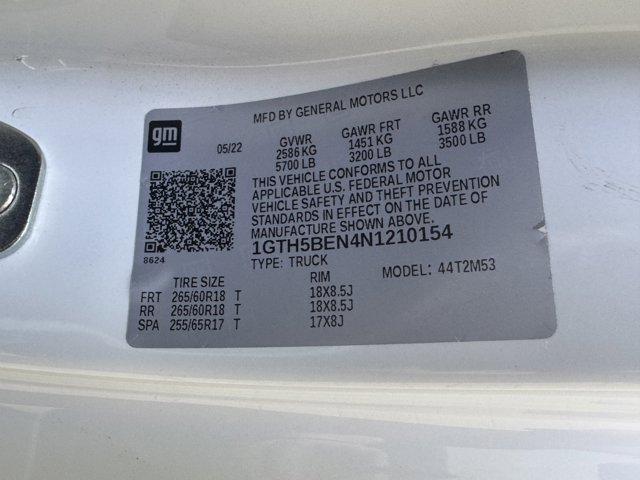 MFD BY GENERAL MOTORS LLC
gm
05/22 GVWR GAWR FRT GAWR RR
2586 KG 1451 KG 1588 KG
5700 LB 3200 LB 3500 LB
THIS VEHICLE CONFORMS TO ALL
APPLICABLE U.S. FEDERAL MOTOR
VEHICLE SAFETY AND THEFT PREVENTION
STANDARDS IN EFFECT ON THE DATE OF
MANUFACTURE SHOWN ABOVE.
1GTH5BEN4N1210154
8624 TYPE: TRUCK MODEL: 44T2M53
TIRE SIZE RIM
FRT 265/60R18 T 18X8.5J
RR 265/60R18 T 18X8.5J
SPA 255/65R17 T 17X8J